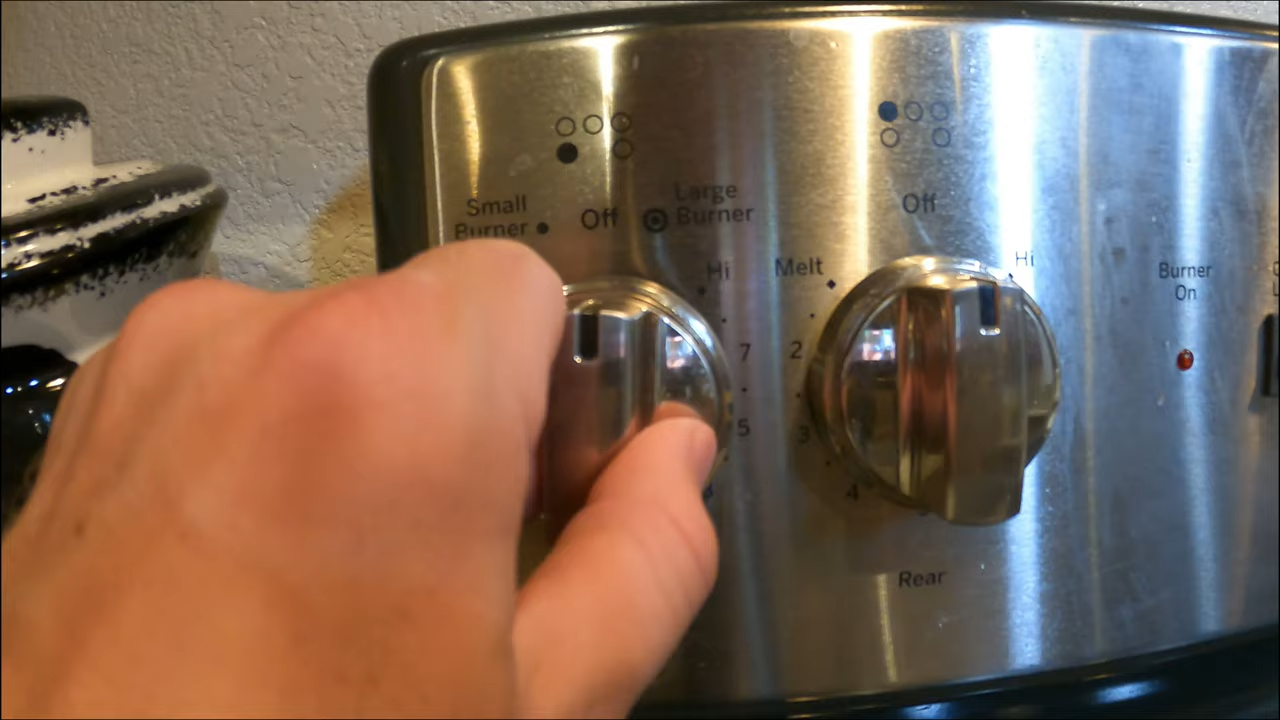 Small
Burner
Off
Large
Burner
Hi
7
5
Off
Melt
Hi
2
3
4
Rear
Burner
On